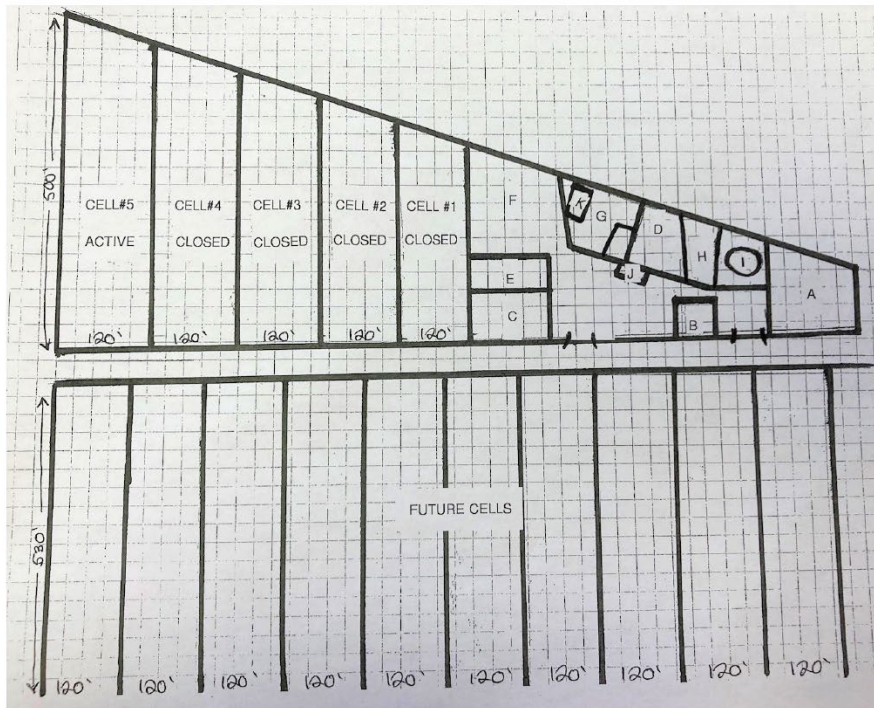 500'
CELL#5
ACTIVE
120'
CELL#4
CLOSED
120'
CELL#3
CLOSED
120'
CELL #2
CLOSED
120'
CELL #1
CLOSED
120'
F
E
C
K
G
J
D
H
I
B
A
530'
FUTURE CELLS
120' 120' 120' 120' 120' 120' 120' 120' 120' 120'